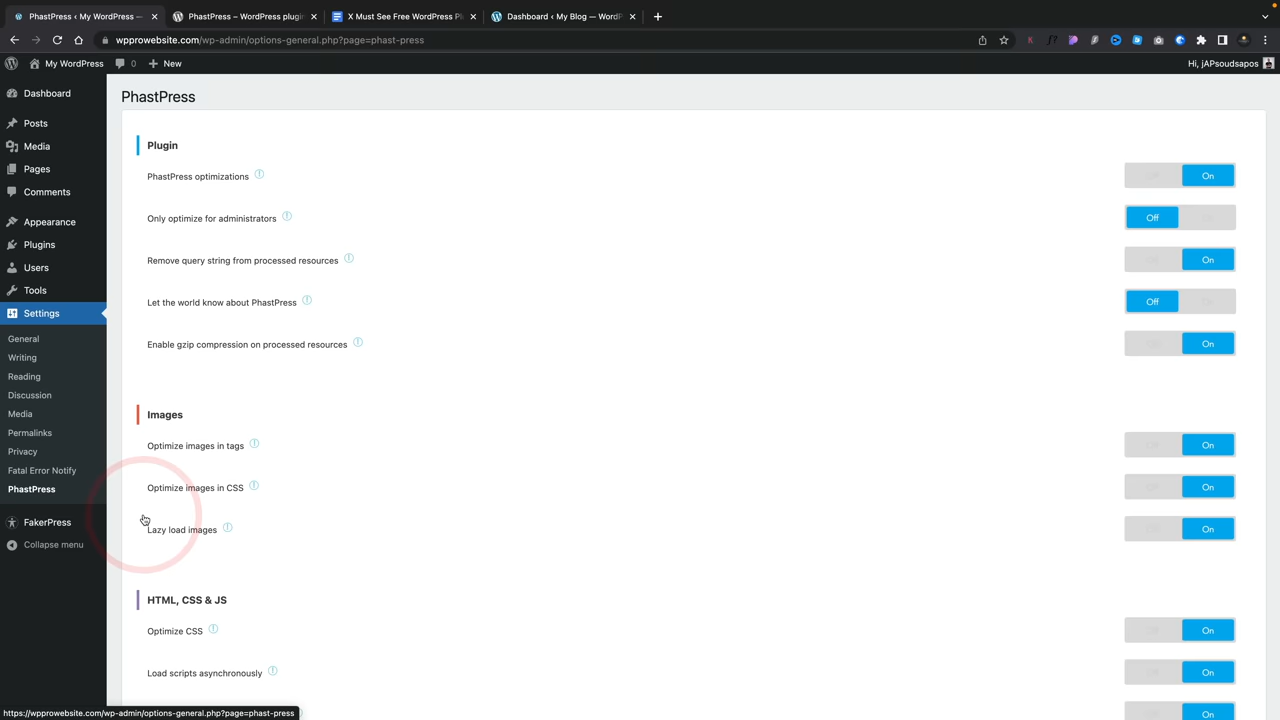 PhastPress ‹ My WordPress —
PhastPress – WordPress plugin
X Must See Free WordPress Pl
Dashboard ‹ My Blog — WordP
wpprowebsite.com/wp-admin/options-general.php?page=phast-press
My WordPress
0
New
Hi, jAPsoudsapos
Dashboard
Posts
Media
Pages
Comments
Appearance
Plugins
Users
Tools
Settings
General
Writing
Reading
Discussion
Media
Permalinks
Privacy
Fatal Error Notify
PhastPress
FakerPress
Collapse menu
PhastPress
Plugin
PhastPress optimizations
On
Only optimize for administrators
Off
Remove query string from processed resources
On
Let the world know about PhastPress
Off
Enable gzip compression on processed resources
On
Images
Optimize images in tags
On
Optimize images in CSS
On
Lazy load images
On
HTML, CSS & JS
Optimize CSS
On
Load scripts asynchronously
On
On
https://wpprowebsite.com/wp-admin/options-general.php?page=phast-press